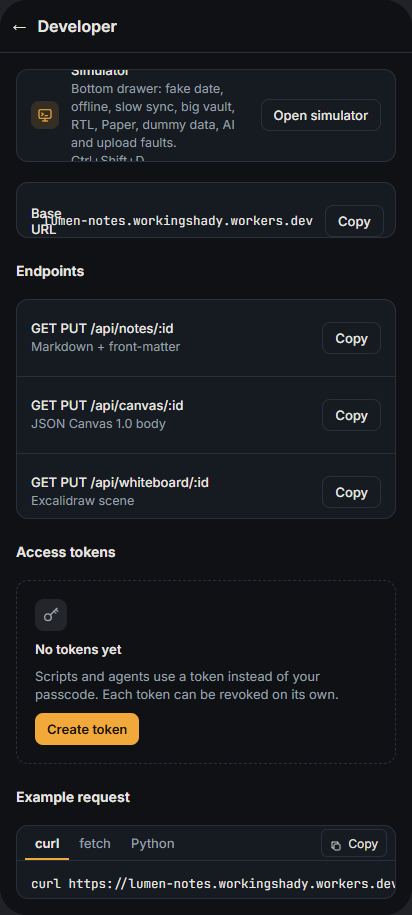 ← Developer
Simulator
Bottom drawer: fake date,
offline, slow sync, big vault,
RTL, Paper, dummy data, AI
and upload faults.
Ctrl+Shift+D
Open simulator
Base
URL
lumen-notes.workingshady.workers.dev
Copy
Endpoints
GET PUT /api/notes/:id
Markdown + front-matter
Copy
GET PUT /api/canvas/:id
JSON Canvas 1.0 body
Copy
GET PUT /api/whiteboard/:id
Excalidraw scene
Copy
Access tokens
No tokens yet
Scripts and agents use a token instead of your
passcode. Each token can be revoked on its own.
Create token
Example request
curl fetch Python Copy
curl https://lumen-notes.workingshady.workers.dev